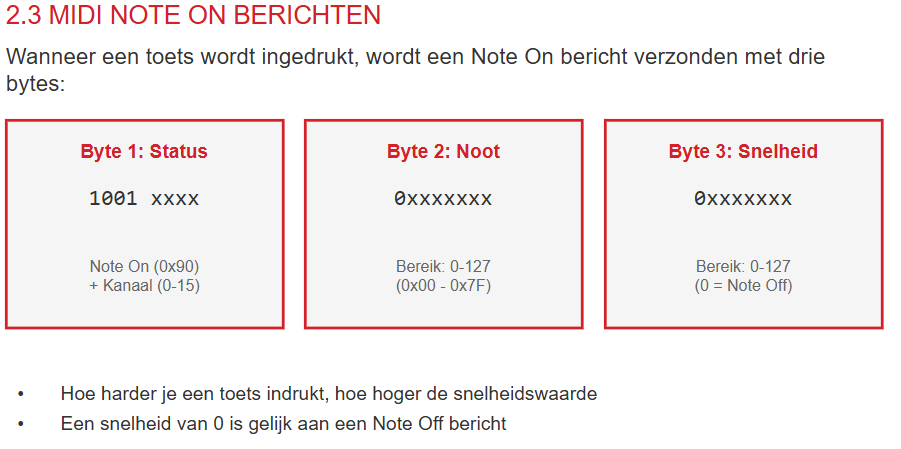 2.3 MIDI NOTE ON BERICHTEN
Wanneer een toets wordt ingedrukt, wordt een Note On bericht verzonden met drie
bytes:
Byte 1: Status
1001 xxxx
Note On (0x90)
+ Kanaal (0-15)
Byte 2: Noot
0xxxxxxx
Bereik: 0-127
(0x00 - 0x7F)
Byte 3: Snelheid
0xxxxxxx
Bereik: 0-127
(0 = Note Off)
• Hoe harder je een toets indrukt, hoe hoger de snelheidswaarde
• Een snelheid van 0 is gelijk aan een Note Off bericht